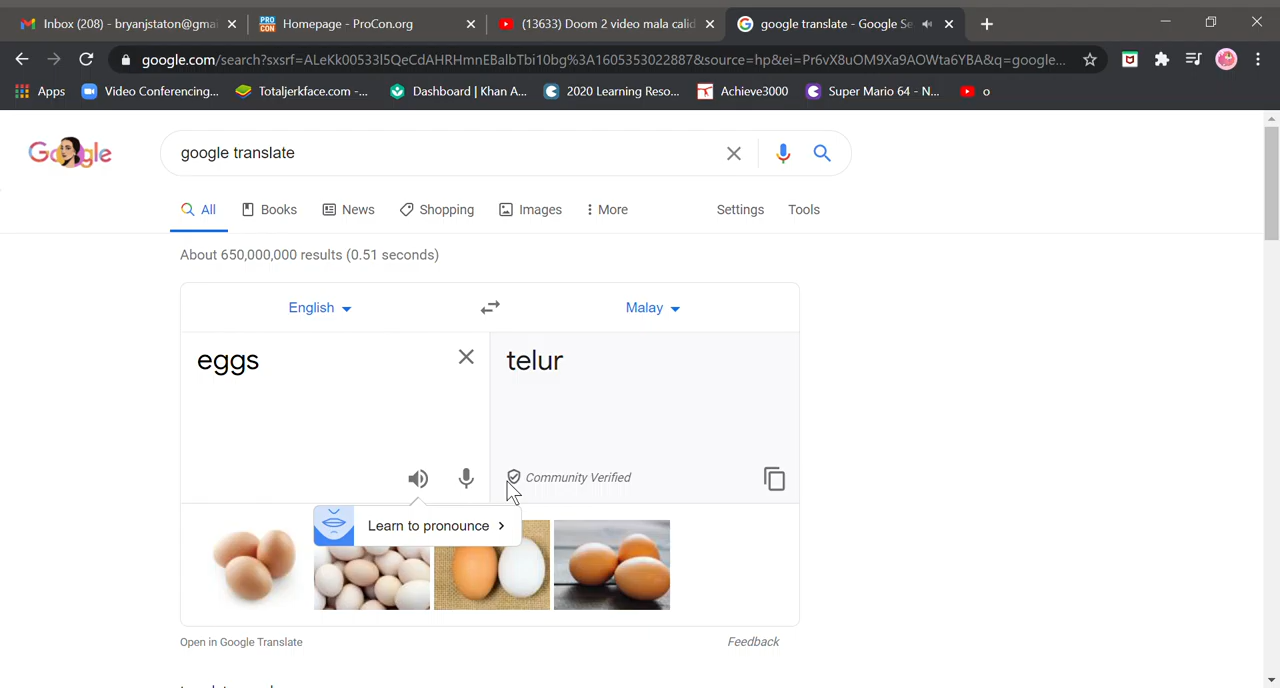 Inbox (208) - bryanjstaton@gmai
Homepage - ProCon.org
(13633) Doom 2 video mala calid
google translate - Google Se
google.com/search?sxsrf=ALeKk00533l5QeCdAHRHmnEBalbTbi10bg%3A1605353022887&source=hp&ei=Pr6vX8uOM9Xa9AOWta6YBA&q=google...
Apps
Video Conferencing...
Totaljerkface.com -...
Dashboard | Khan A...
2020 Learning Reso...
Achieve3000
Super Mario 64 - N...
o
google translate
All
Books
News
Shopping
Images
More
Settings
Tools
About 650,000,000 results (0.51 seconds)
English
Malay
eggs
telur
Community Verified
Learn to pronounce
Open in Google Translate
Feedback